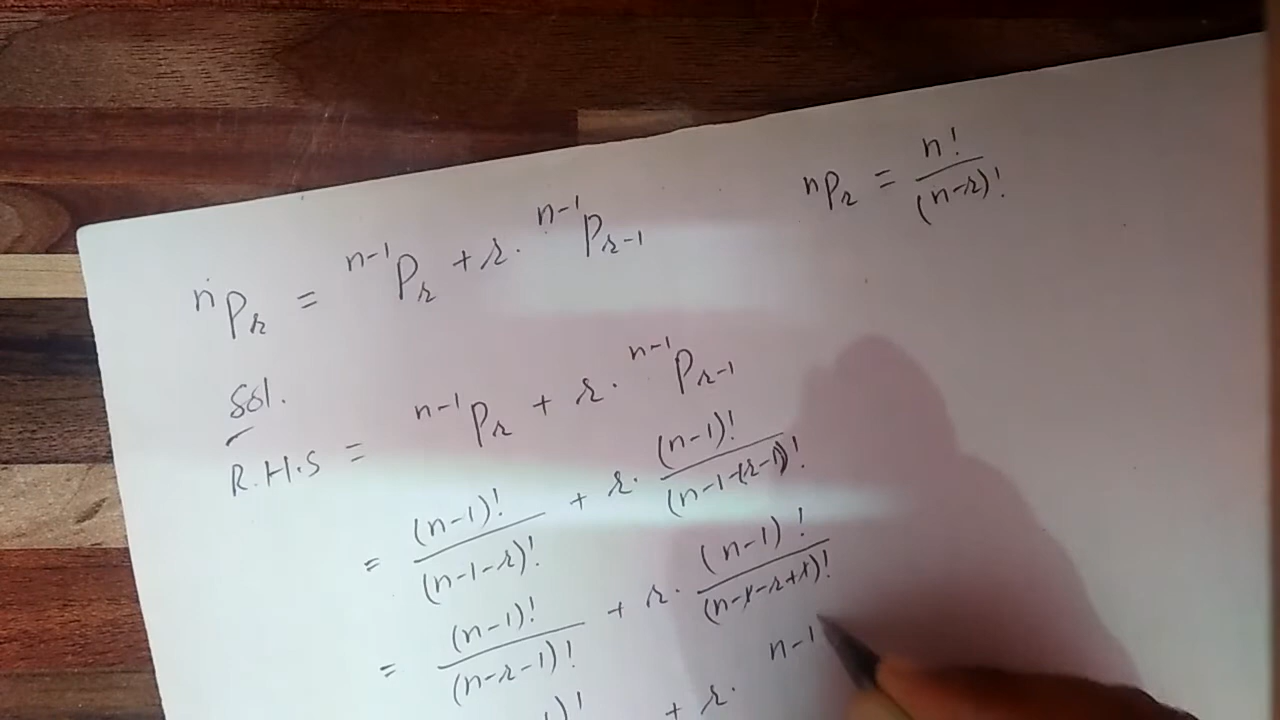 ⁿPᵣ = n! / (n-r)!
ⁿPᵣ = ⁿ⁻¹Pᵣ + r. ⁿ⁻¹Pᵣ₋₁
Sol.
R.H.S = ⁿ⁻¹Pᵣ + r. ⁿ⁻¹Pᵣ₋₁
= (n-1)! / (n-1-r)! + r. (n-1)! / (n-1-(r-1))!
= (n-1)! / (n-r-1)! + r. (n-1)! / (n-1-r+1)!
)! + r. n-1